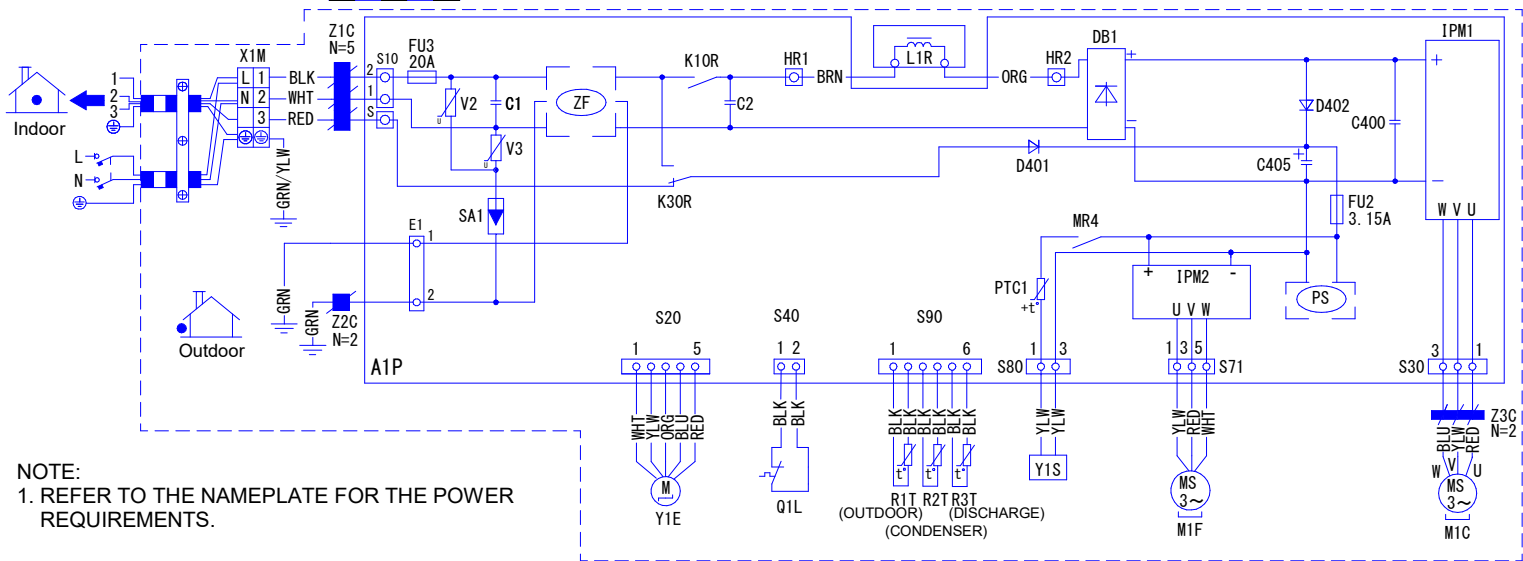 Z1C
N=5
X1M
S10
FU3
20A
K10R
HR1
L1R
HR2
DB1
IPM1
1
2
3
Indoor
L 1
N 2
3
BLK
WHT
RED
2
1
S
V2
u
C1
ZF
C2
BRN
ORG
+
−
D402
C400
+
−
L
N
GRN/YLW
V3
u
K30R
D401
+
C405
FU2
3.15A
W V U
SA1
E1
1
2
MR4
PTC1
+t°
+ IPM2 -
U V W
PS
GRN
GRN
Z2C
N=2
Outdoor
A1P
S20
1 5
S40
1 2
S90
1 6
S80
1 3
1 3 5
S71
S30
3 1
WHT
YLW
ORG
BLU
RED
BLK
BLK
BLK
BLK
BLK
BLK
BLK
BLK
YLW
YLW
YLW
RED
WHT
BLU
YLW
RED
Z3C
N=2
W V U
M
Y1E
Q1L
t° t° t°
R1T R2T R3T
(OUTDOOR) (DISCHARGE)
(CONDENSER)
Y1S
MS
3~
M1F
MS
3~
M1C
NOTE:
1. REFER TO THE NAMEPLATE FOR THE POWER
REQUIREMENTS.